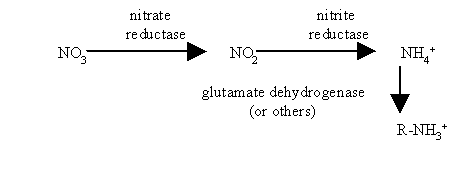 nitrate
reductase
nitrite
reductase
NO₃
NO₂
NH₄⁺
glutamate dehydrogenase
(or others)
R-NH₃⁺